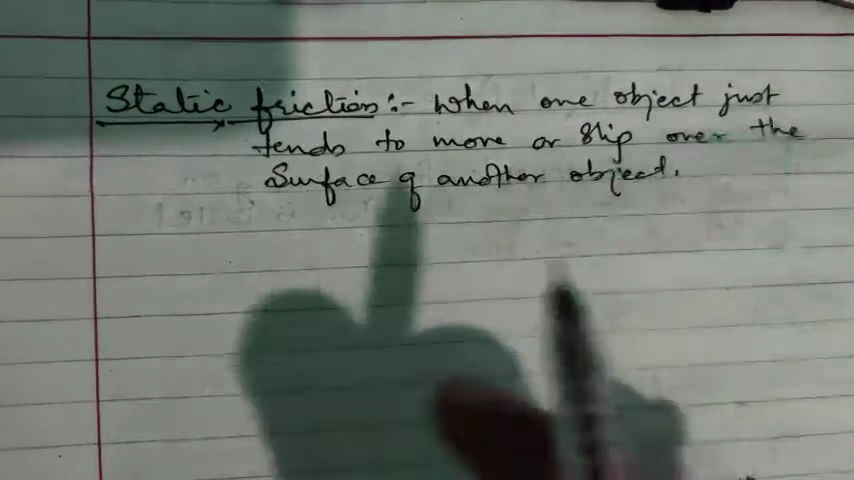 Static friction :- When one object just
tends to move or slip over the
Surface of another object.